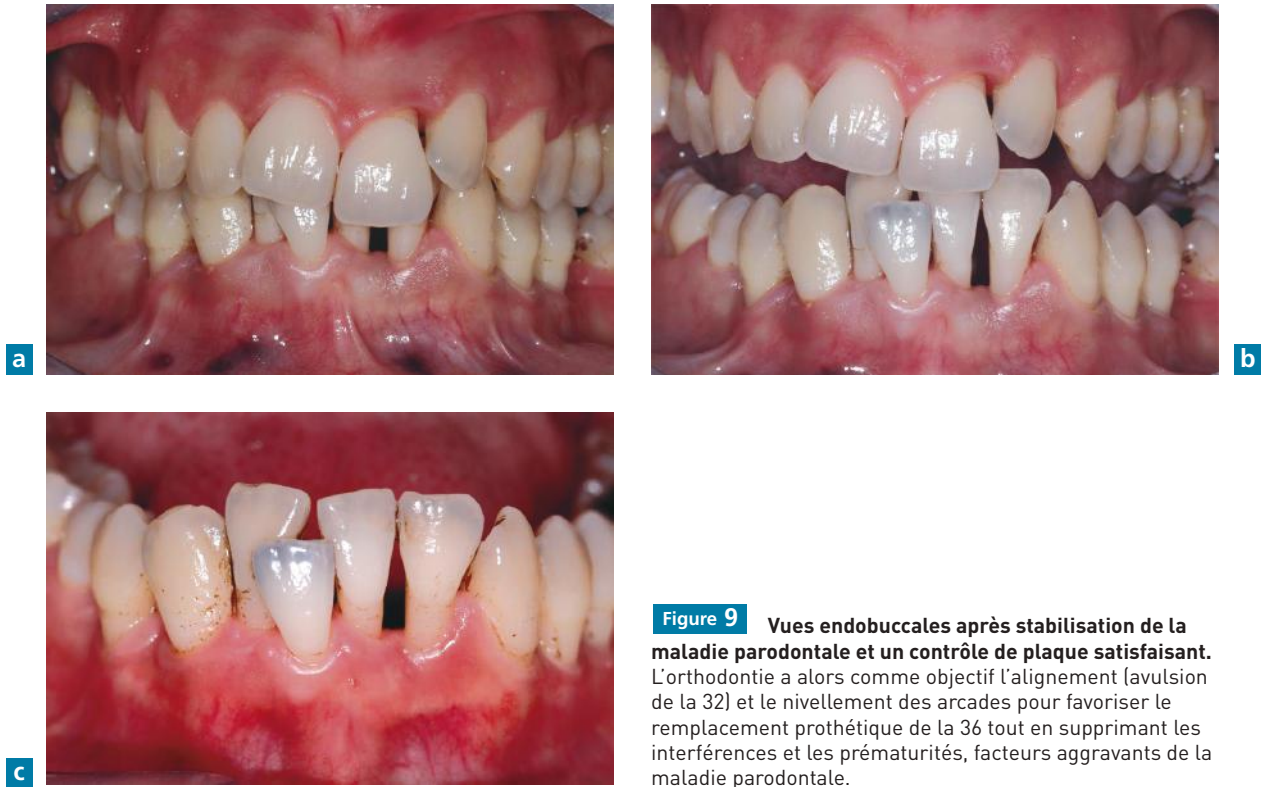 a
b
c
Figure 9 Vues endobuccales après stabilisation de la
maladie parodontale et un contrôle de plaque satisfaisant.
L’orthodontie a alors comme objectif l’alignement (avulsion
de la 32) et le nivellement des arcades pour favoriser le
remplacement prothétique de la 36 tout en supprimant les
interférences et les prématurités, facteurs aggravants de la
maladie parodontale.